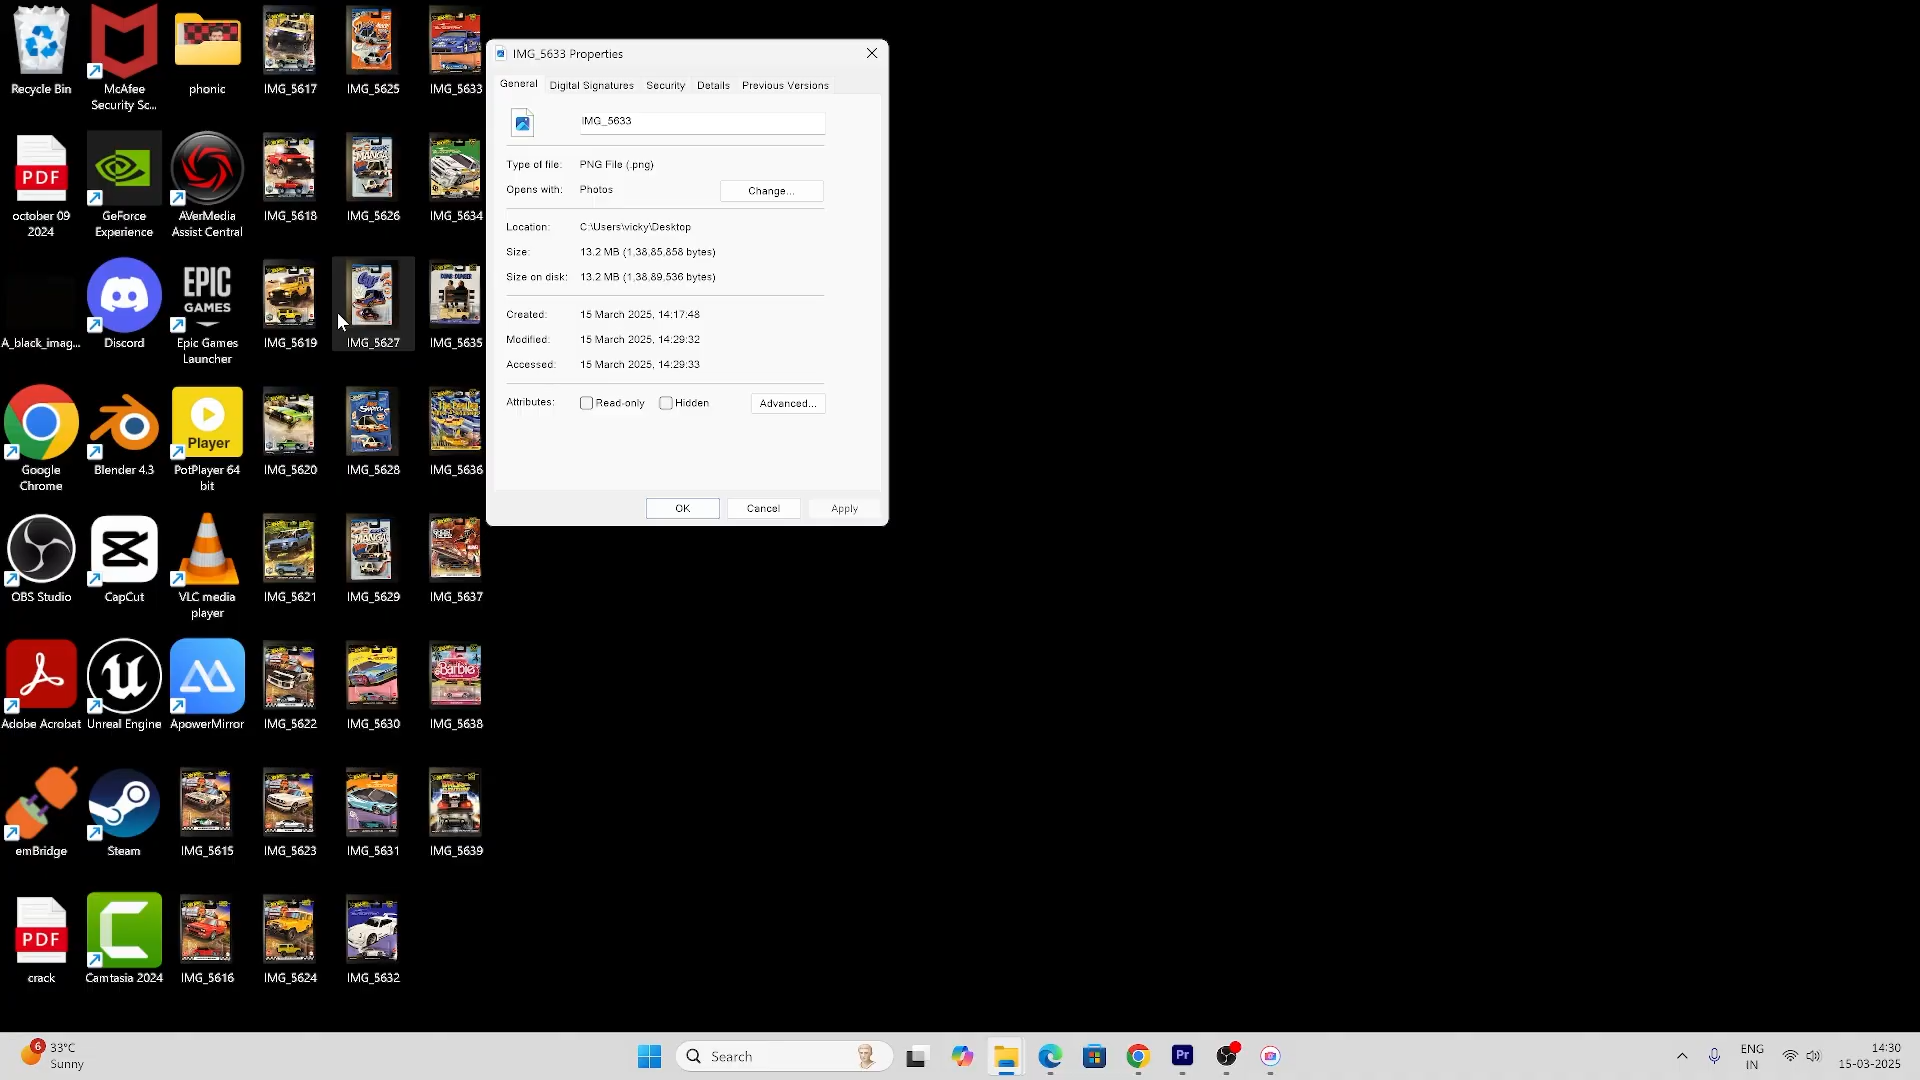 Recycle Bin
McAfee
Security Sc...
phonic
IMG_5617
IMG_5625
IMG_5633
PDF
october 09
2024
GeForce
Experience
AVerMedia
Assist Central
IMG_5618
IMG_5626
IMG_5634
A_black_imag...
Discord
EPIC
GAMES
Epic Games
Launcher
IMG_5619
IMG_5627
IMG_5635
Google
Chrome
Blender 4.3
Player
PotPlayer 64
bit
IMG_5620
IMG_5628
IMG_5636
OBS Studio
CapCut
VLC media
player
IMG_5621
MANGA
IMG_5629
IMG_5637
Adobe Acrobat
Unreal Engine
ApowerMirror
IMG_5622
IMG_5630
Barbie
IMG_5638
emBridge
Steam
IMG_5615
IMG_5623
IMG_5631
IMG_5639
PDF
crack
Camtasia 2024
IMG_5616
IMG_5624
IMG_5632
IMG_5633 Properties
General
Digital Signatures
Security
Details
Previous Versions
IMG_5633
Type of file: PNG File (.png)
Opens with: Photos
Change...
Location: C:\Users\vicky\Desktop
Size: 13.2 MB (1,38,85,858 bytes)
Size on disk: 13.2 MB (1,38,89,536 bytes)
Created: 15 March 2025, 14:17:48
Modified: 15 March 2025, 14:29:32
Accessed: 15 March 2025, 14:29:33
Attributes: Read-only Hidden Advanced...
OK Cancel Apply
6
33°C
Sunny
Search
Pr
ENG
IN
14:30
15-03-2025